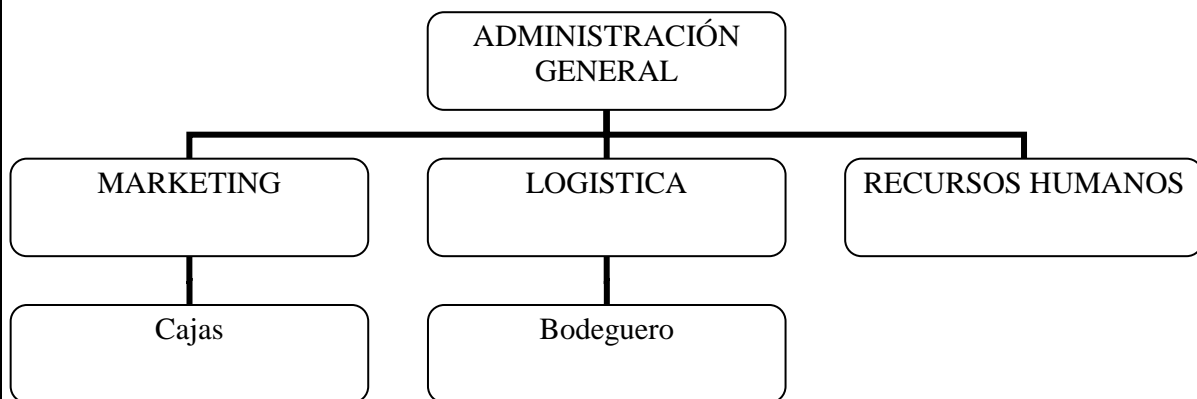 ADMINISTRACIÓN
GENERAL
MARKETING
LOGISTICA
RECURSOS HUMANOS
Cajas
Bodeguero